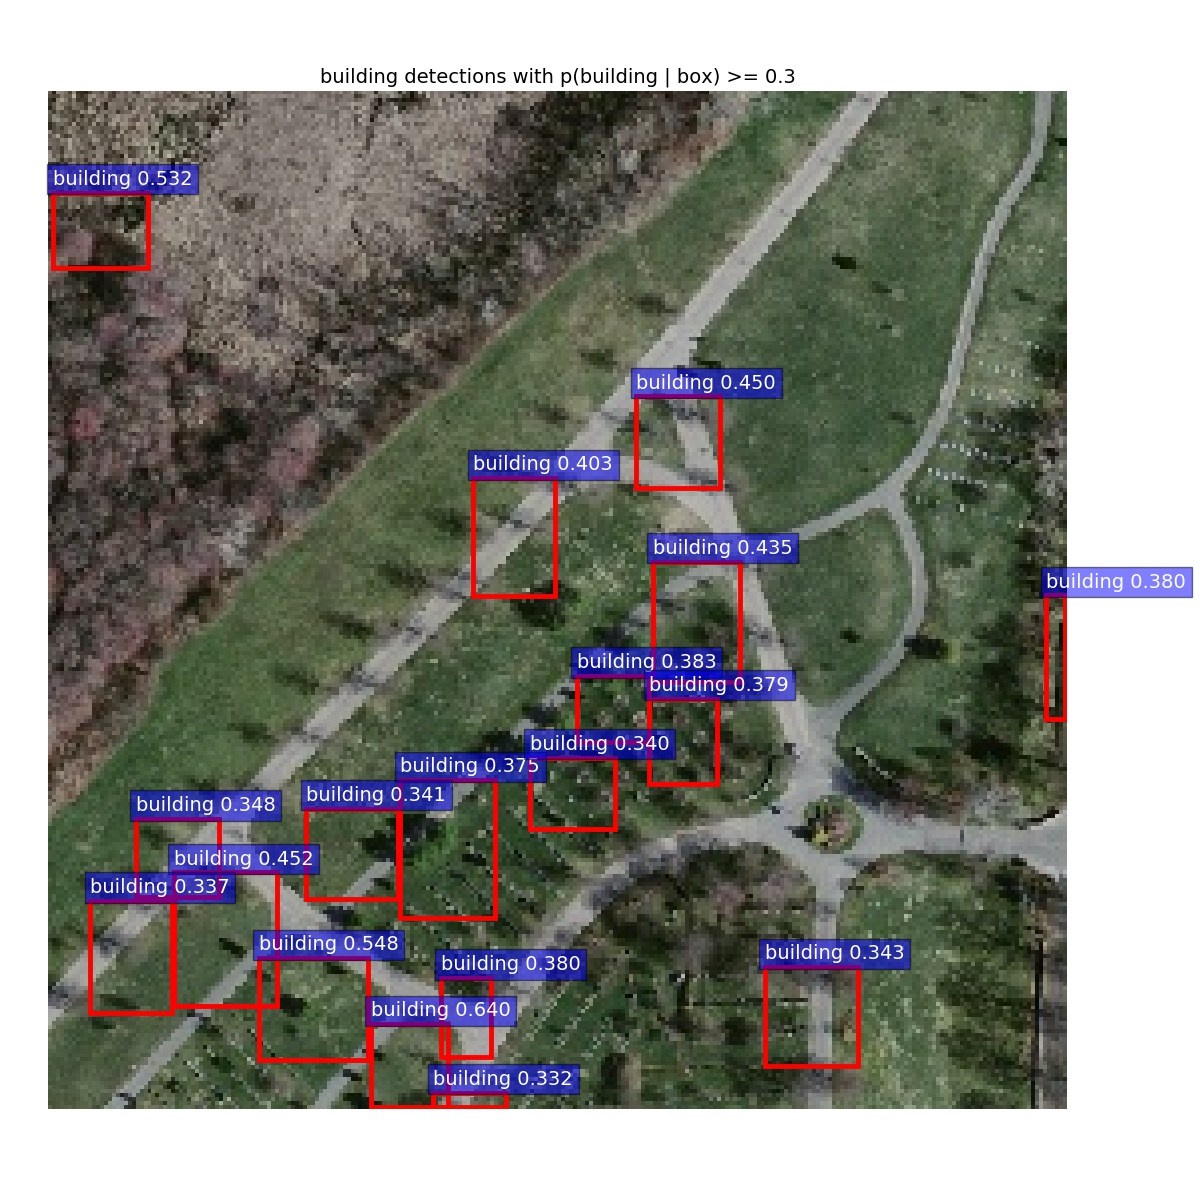 building detections with p(building | box) >= 0.3
building 0.532
building 0.450
building 0.403
building 0.435
building 0.380
building 0.383
building 0.379
building 0.340
building 0.375
building 0.341
building 0.348
building 0.452
building 0.337
building 0.548
building 0.343
building 0.380
building 0.640
building 0.332